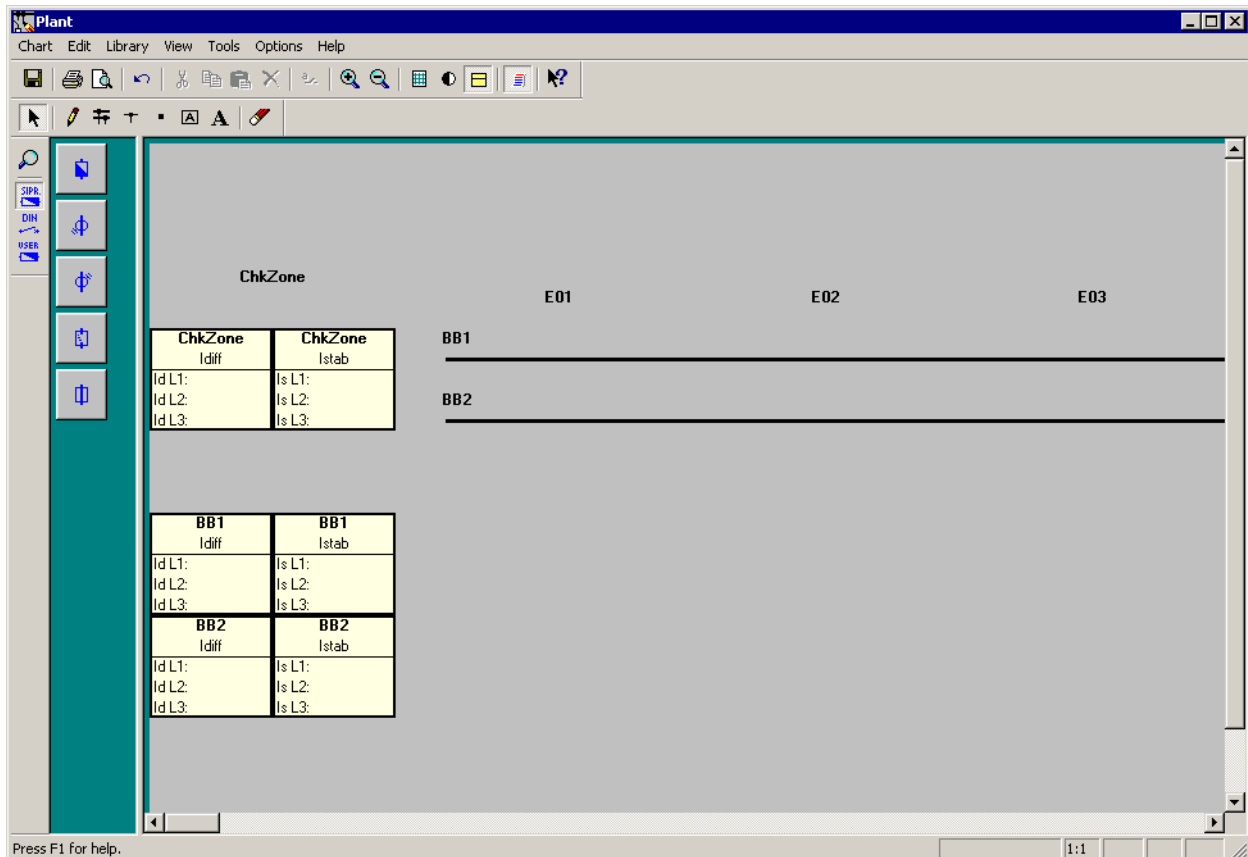 Plant
Chart Edit Library View Tools Options Help
A A
SIPR.
DIN
USER
ChkZone
E01 E02 E03
ChkZone ChkZone
Idiff Istab
Id L1: Is L1:
Id L2: Is L2:
Id L3: Is L3:
BB1
BB2
BB1 BB1
Idiff Istab
Id L1: Is L1:
Id L2: Is L2:
Id L3: Is L3:
BB2 BB2
Idiff Istab
Id L1: Is L1:
Id L2: Is L2:
Id L3: Is L3:
Press F1 for help.
1:1